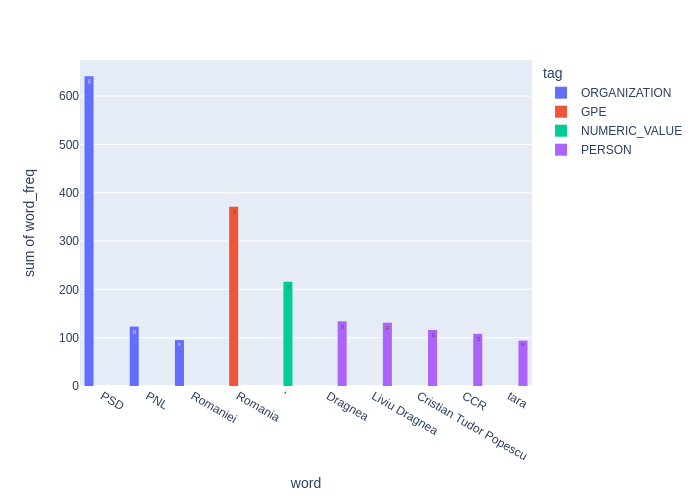 tag
ORGANIZATION
GPE
NUMERIC_VALUE
PERSON
sum of word_freq
600
500
400
300
200
100
0
PSD
PNL
Romaniei
Romania
,
Dragnea
Liviu Dragnea
Cristian Tudor Popescu
CCR
tara
word